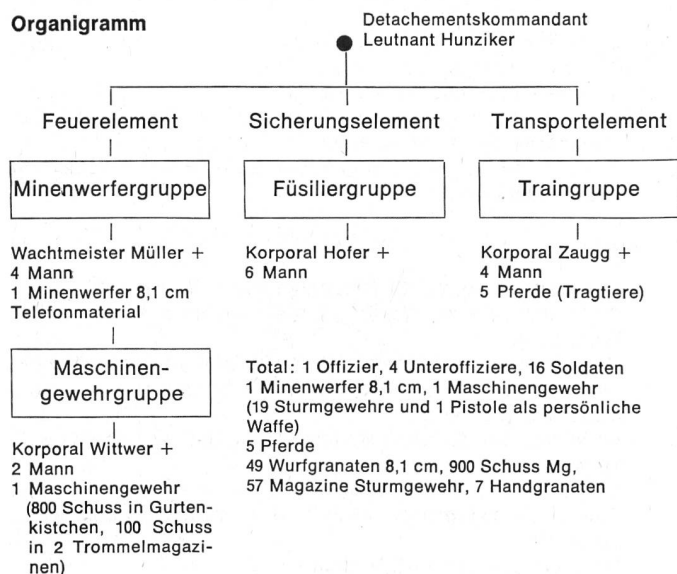 Organigramm
Detachementskommandant
Leutnant Hunziker
Feuerelement
Minenwerfergruppe
Wachtmeister Müller +
4 Mann
1 Minenwerfer 8,1 cm
Telefonmaterial
Maschinen-
gewehrgruppe
Korporal Wittwer +
2 Mann
1 Maschinengewehr
(800 Schuss in Gurten-
kistchen, 100 Schuss
in 2 Trommelmagazi-
nen)
Sicherungselement
Füsiliergruppe
Korporal Hofer +
6 Mann
Transportelement
Traingruppe
Korporal Zaugg +
4 Mann
5 Pferde (Tragtiere)
Total: 1 Offizier, 4 Unteroffiziere, 16 Soldaten
1 Minenwerfer 8,1 cm, 1 Maschinengewehr
(19 Sturmgewehre und 1 Pistole als persönliche
Waffe)
5 Pferde
49 Wurfgranaten 8,1 cm, 900 Schuss Mg,
57 Magazine Sturmgewehr, 7 Handgranaten